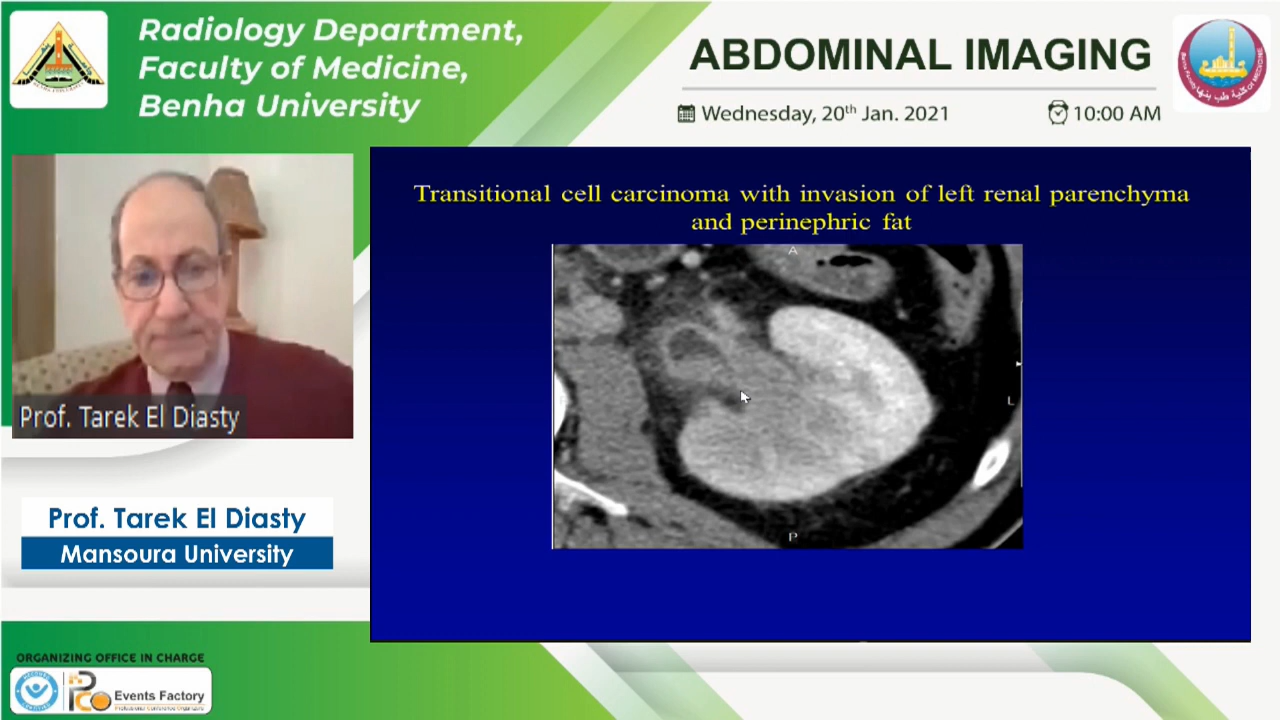 Radiology Department,
Faculty of Medicine,
Benha University
ABDOMINAL IMAGING
Wednesday, 20th Jan. 2021
10:00 AM
Transitional cell carcinoma with invasion of left renal parenchyma
and perinephric fat
A
L
P
Prof. Tarek El Diasty
Prof. Tarek El Diasty
Mansoura University
ORGANIZING OFFICE IN CHARGE
Events Factory